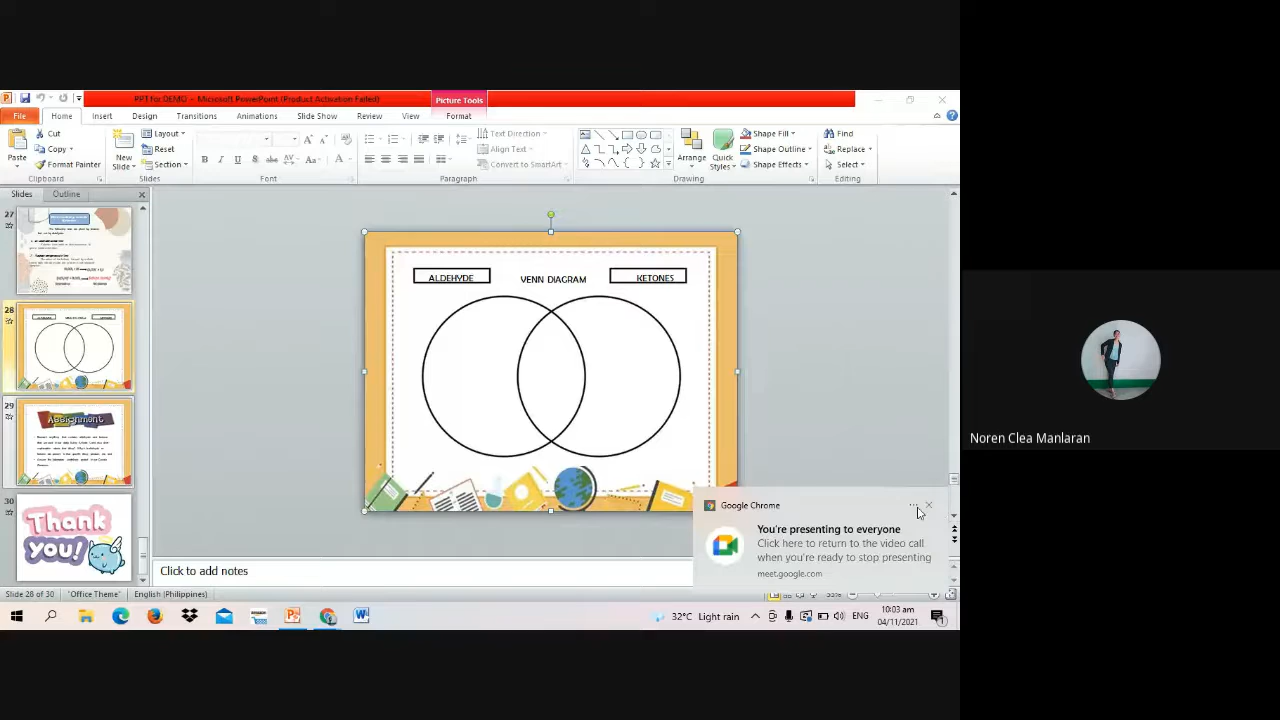 PPT for DEMO - Microsoft PowerPoint (Product Activation Failed)
Picture Tools
File Home Insert Design Transitions Animations Slide Show Review View Format
Paste
Cut
Copy
Format Painter
Clipboard
New
Slide
Layout
Reset
Section
Slides
B I U S abc AV Aa A
Font
Text Direction
Align Text
Convert to SmartArt
Paragraph
Arrange
Quick
Styles
Shape Fill
Shape Outline
Shape Effects
Drawing
Find
Replace
Select
Editing
Slides Outline
27
28
29
Assignment
30
Thank
you!
ALDEHYDE
VENN DIAGRAM
KETONES
Noren Clea Manlaran
Google Chrome
You're presenting to everyone
Click here to return to the video call
when you're ready to stop presenting
meet.google.com
Click to add notes
Slide 28 of 30 "Office Theme" English (Philippines)
32°C Light rain
ENG
10:03 am
04/11/2021